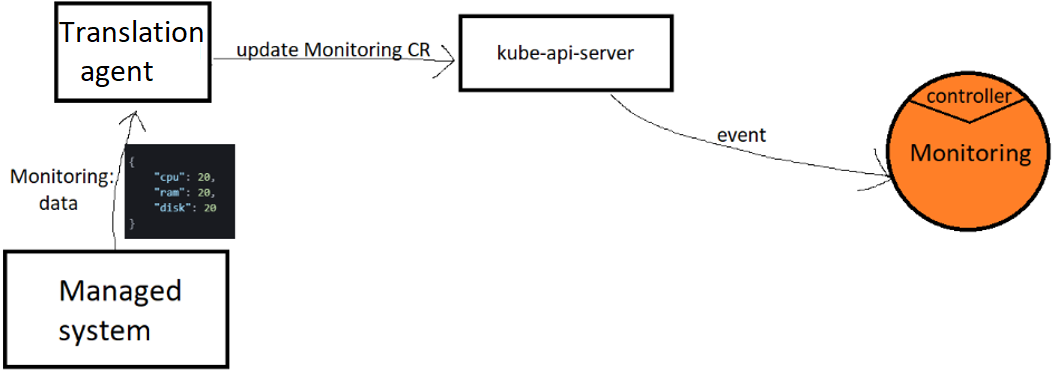 Translation
agent
update Monitoring CR
kube-api-server
controller
Monitoring
event
Monitoring:
data
{
"cpu": 20,
"ram": 20,
"disk": 20
}
Managed
system